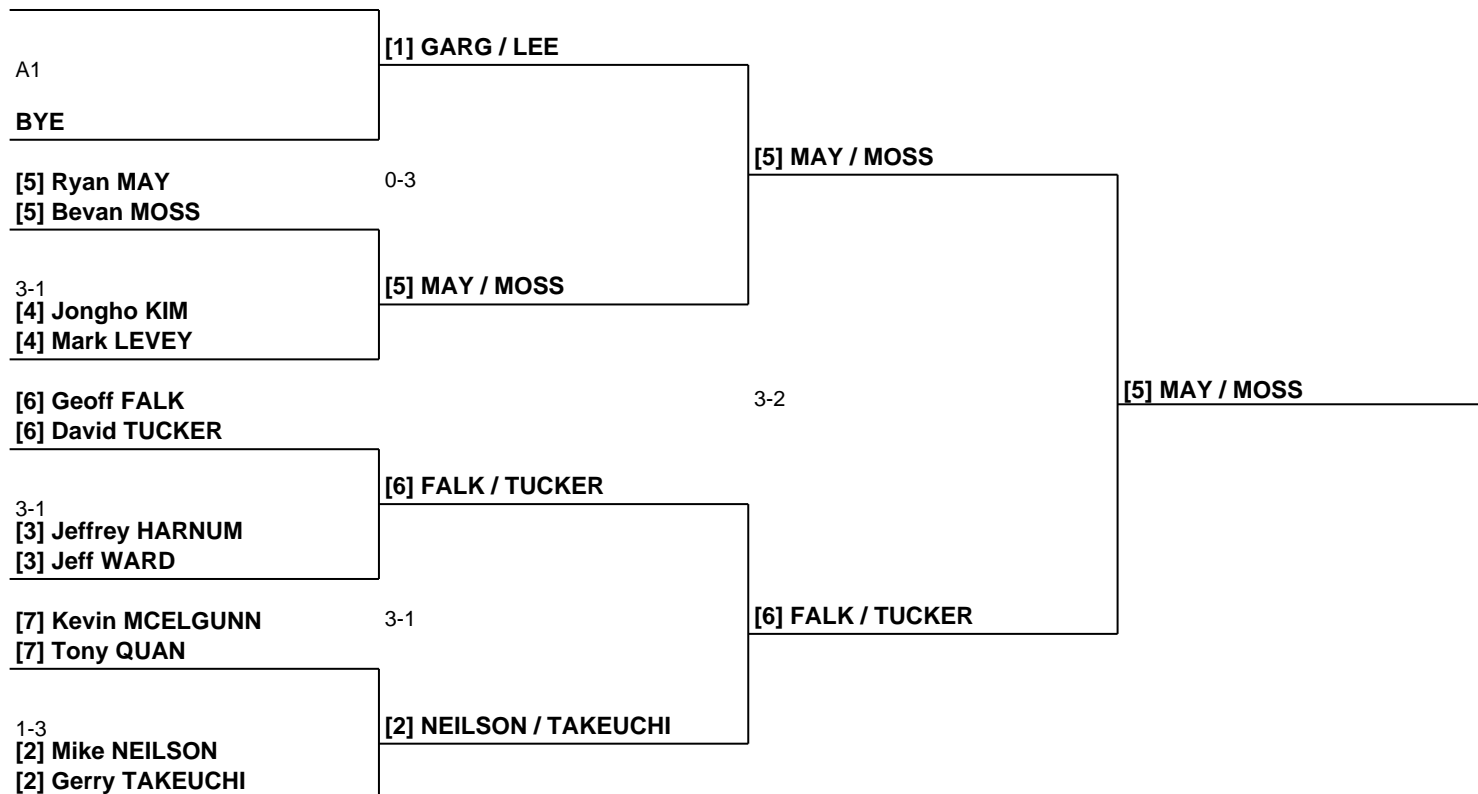 [1] GARG / LEE
A1
BYE
[5] MAY / MOSS
[5] Ryan MAY
0-3
[5] Bevan MOSS
3-1
[5] MAY / MOSS
[4] Jongho KIM
[4] Mark LEVEY
[6] Geoff FALK
3-2
[5] MAY / MOSS
[6] David TUCKER
[6] FALK / TUCKER
3-1
[3] Jeffrey HARNUM
[3] Jeff WARD
[7] Kevin MCELGUNN
3-1
[6] FALK / TUCKER
[7] Tony QUAN
1-3
[2] NEILSON / TAKEUCHI
[2] Mike NEILSON
[2] Gerry TAKEUCHI